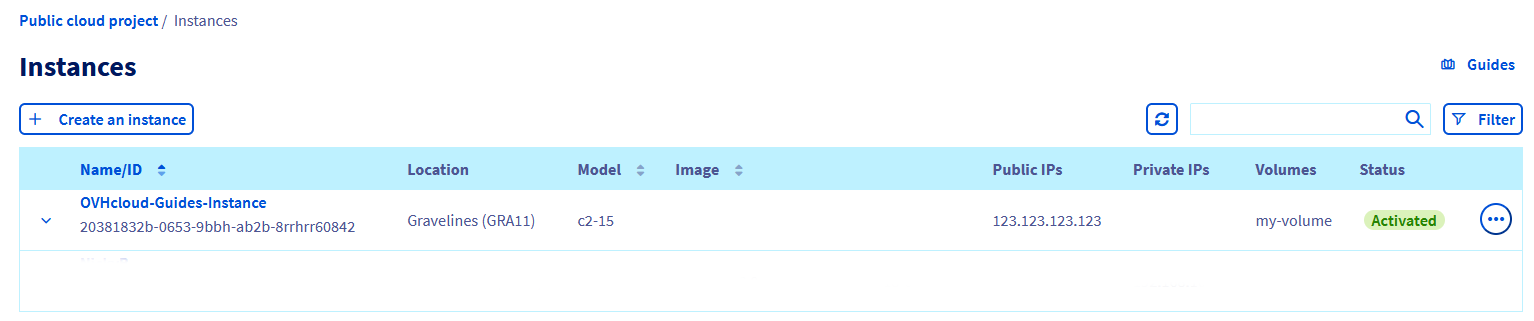 Public cloud project / Instances
Instances
Guides
Create an instance
Filter
Name/ID Location Model Image Public IPs Private IPs Volumes Status
OVHcloud-Guides-Instance
20381832b-0653-9bbh-ab2b-8rrhrr60842 Gravelines (GRA11) c2-15 123.123.123.123 my-volume Activated